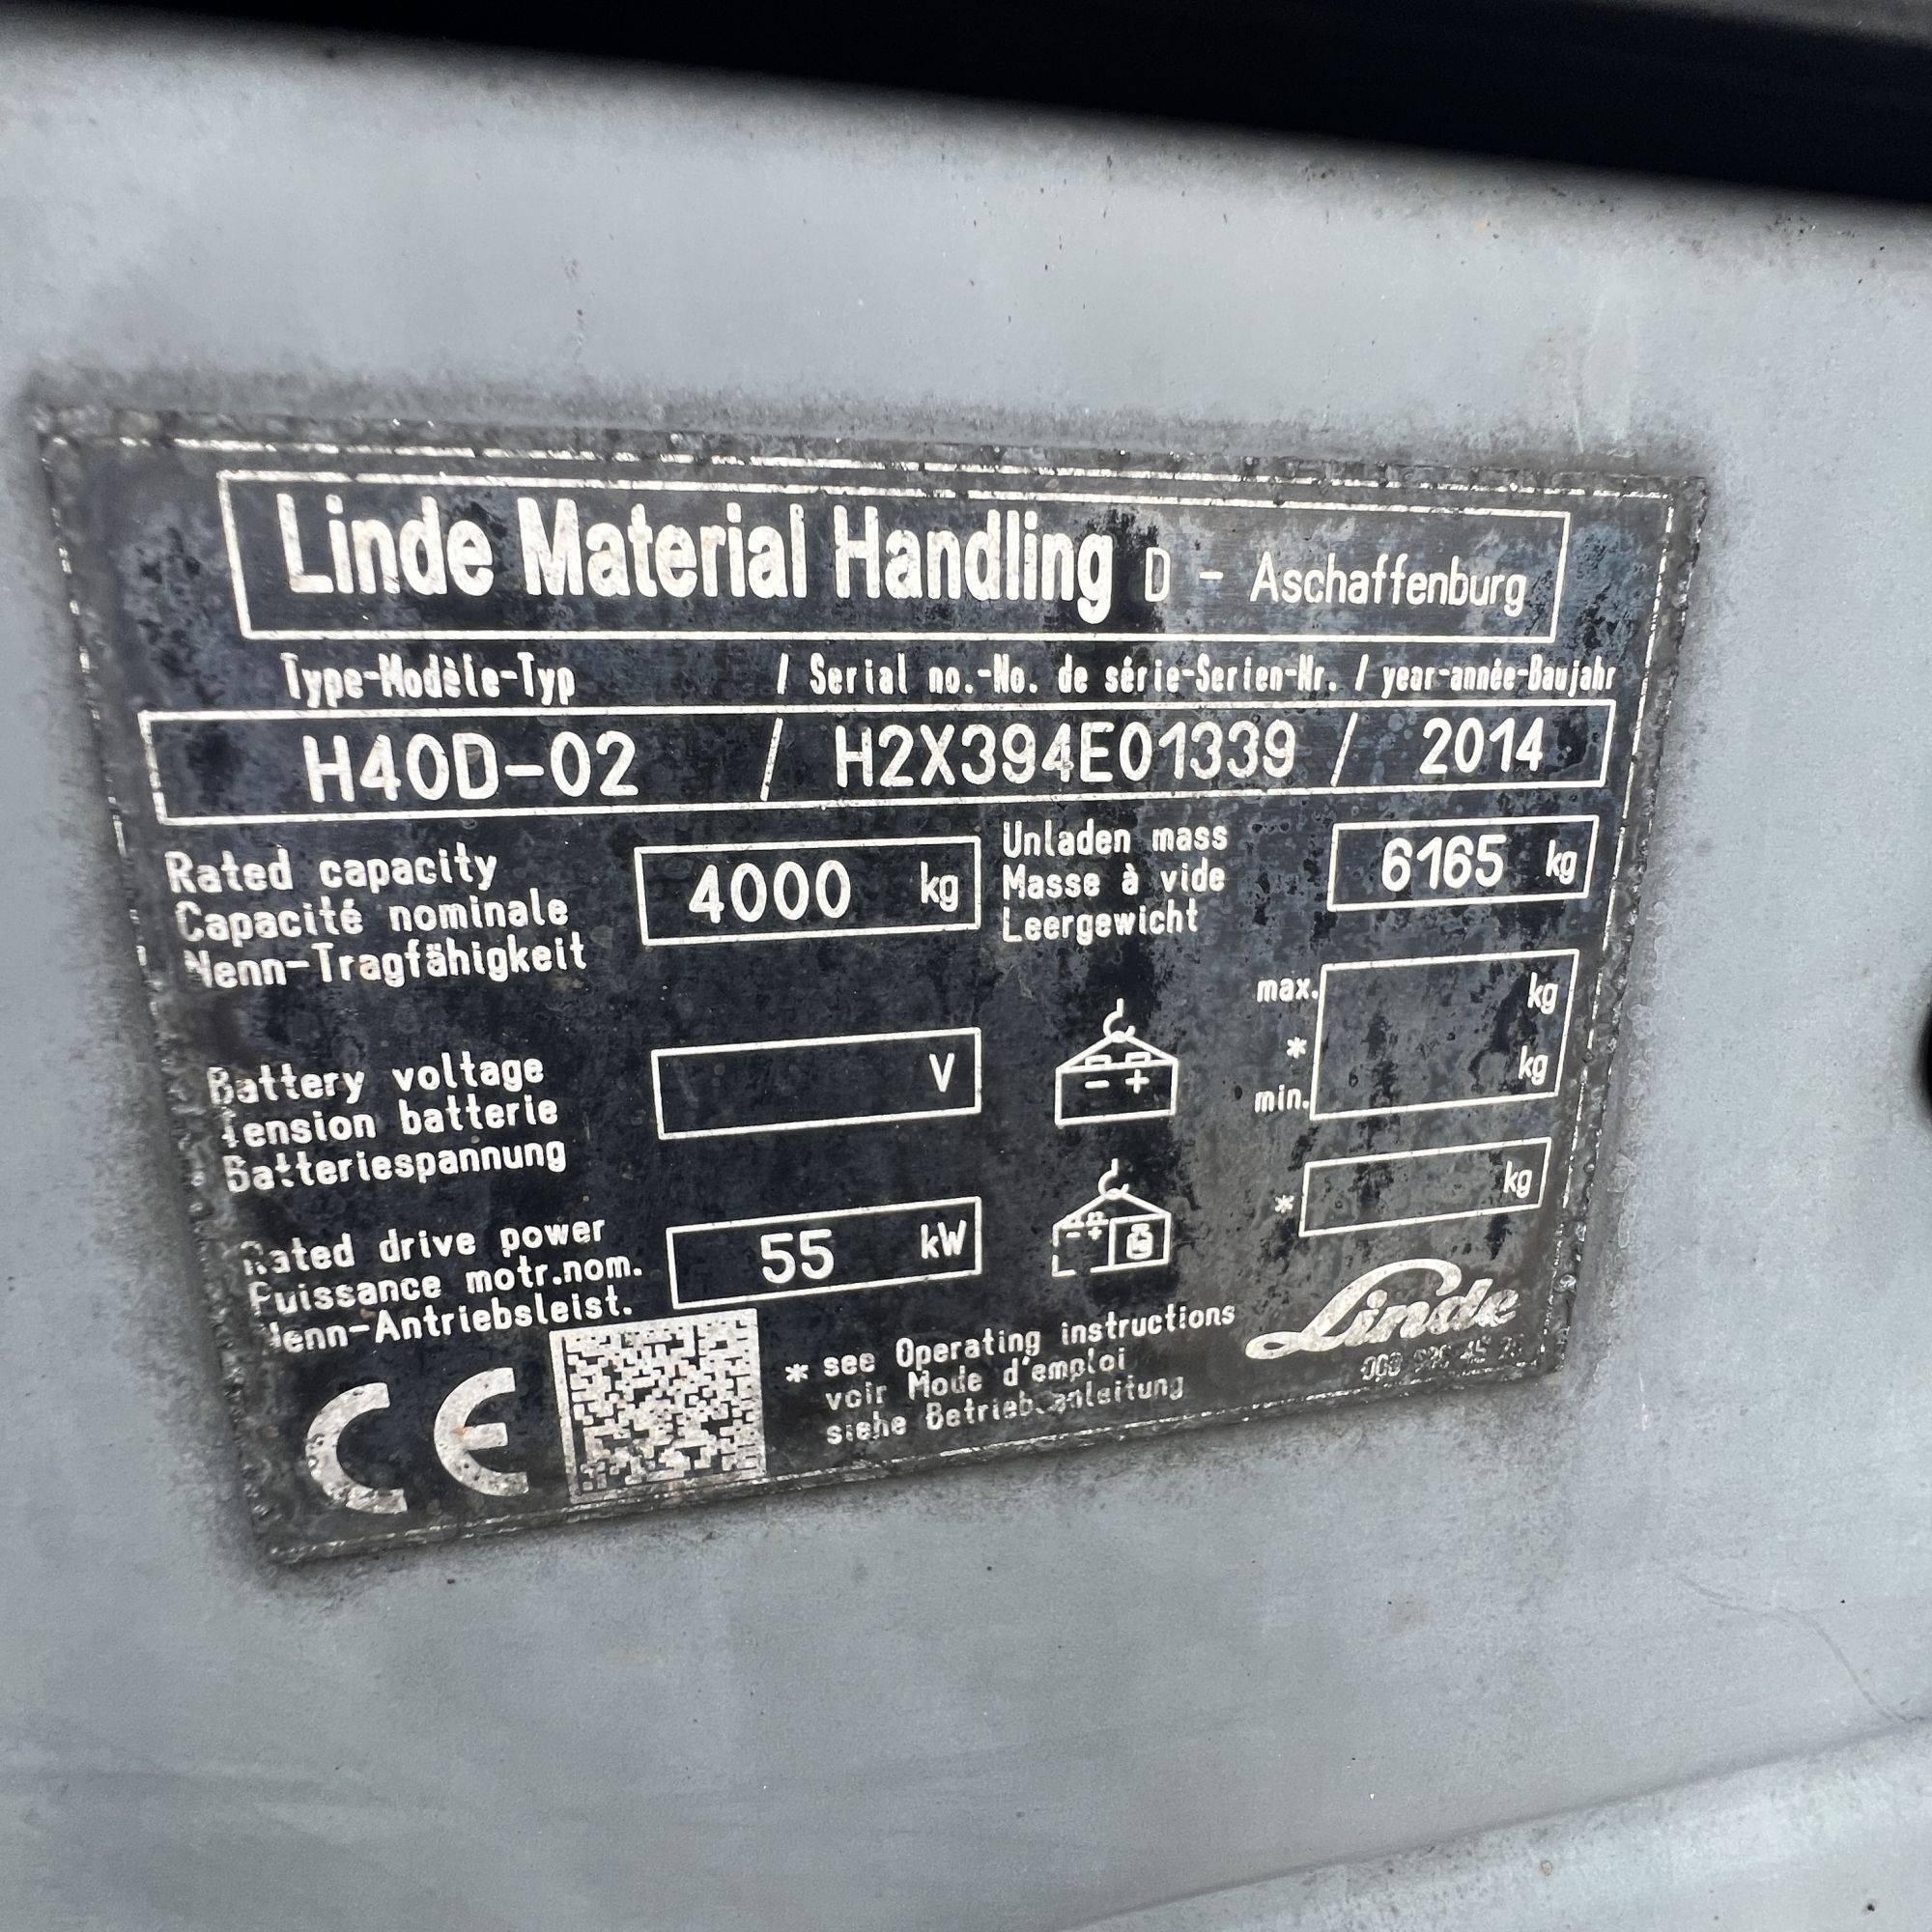 Linde Material Handling D - Aschaffenburg
Type-Modèle-Typ / Serial no.-No. de série-Serien-Nr. / year-année-Baujahr
H40D-02 / H2X394E01339 / 2014
Rated capacity
Capacité nominale
Nenn-Tragfähigkeit
4000 kg
Unladen mass
Masse à vide
Leergewicht
6165 kg
max. kg
*
min. kg
Battery voltage
Tension batterie
Batteriespannung
V
- +
* kg
Rated drive power
Puissance motr.nom.
Nenn-Antriebsleist.
55 kW
- +
Linde
CE
* see Operating instructions
voir Mode d'emploi
siehe Betriebsanleitung